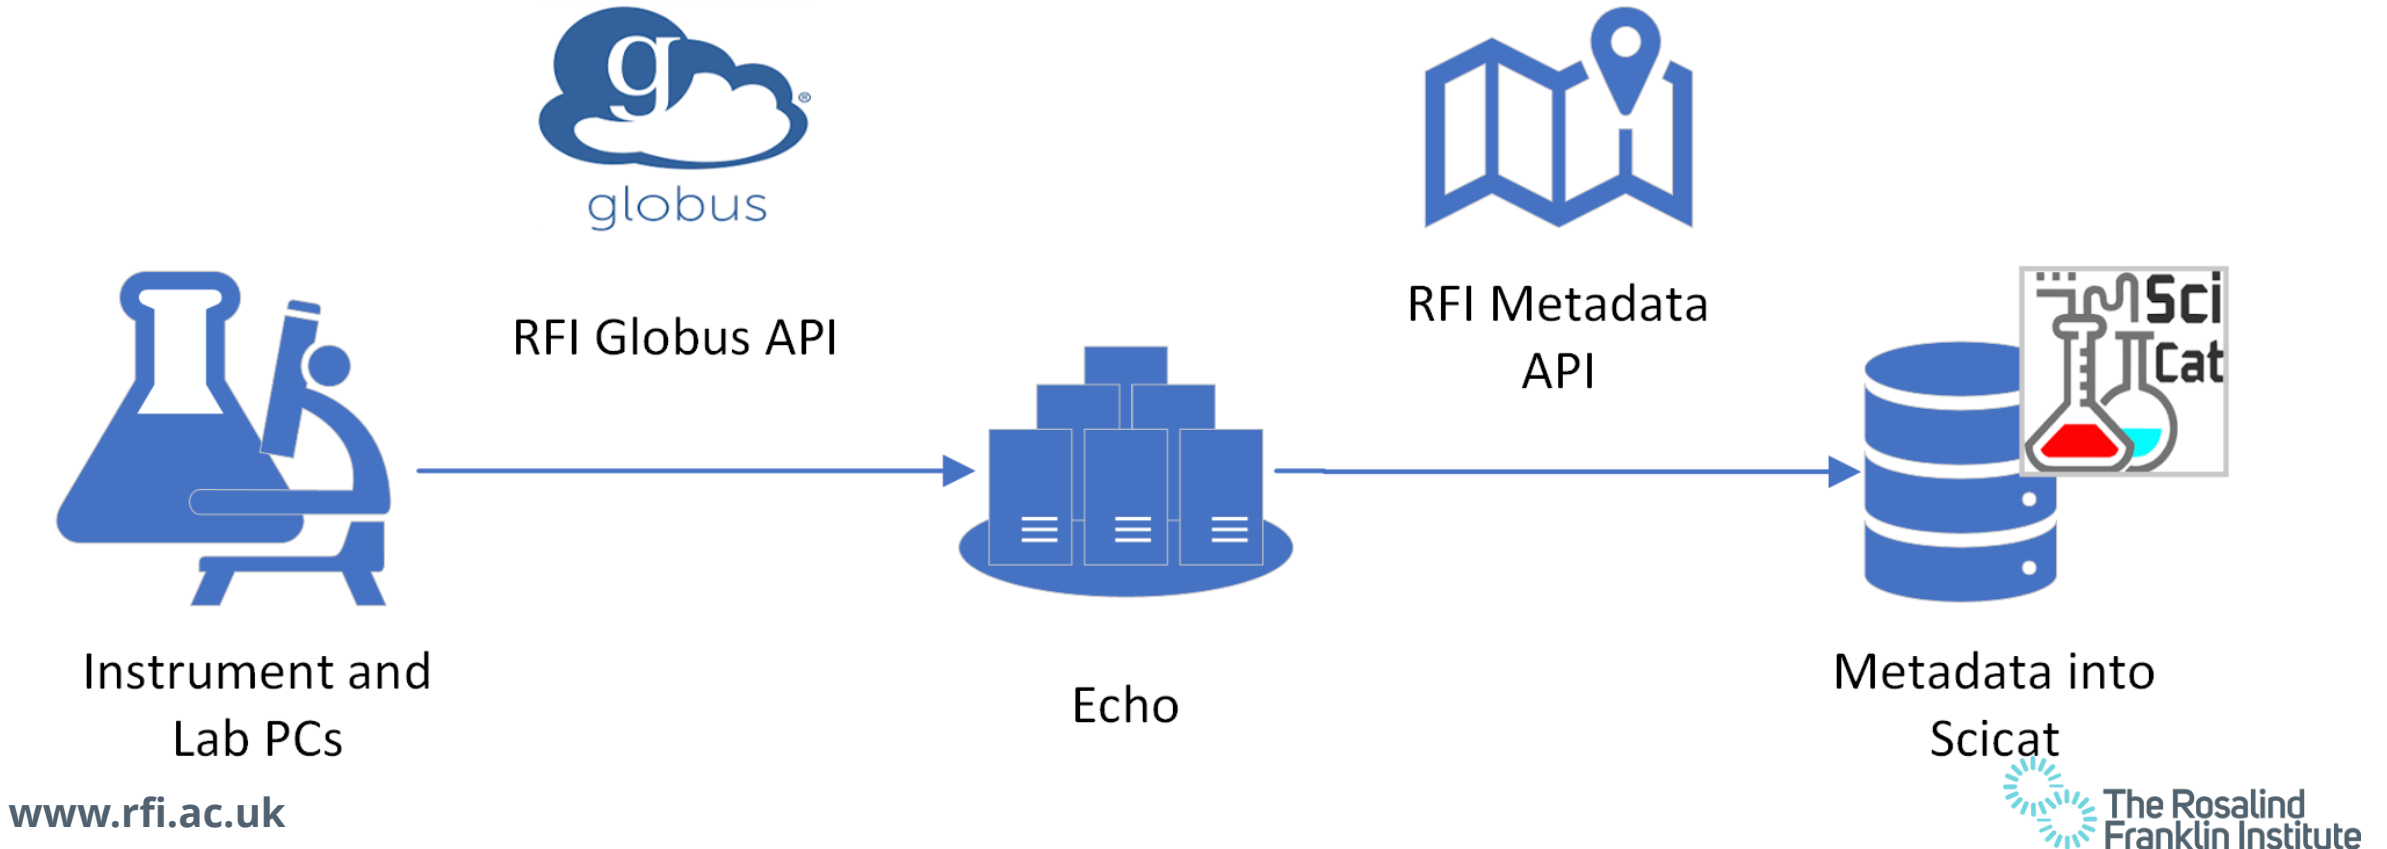 g
®
globus
RFI Globus API
RFI Metadata
API
Sci
Cat
Instrument and
Lab PCs
Echo
Metadata into
Scicat
www.rfi.ac.uk
The Rosalind
Franklin Institute